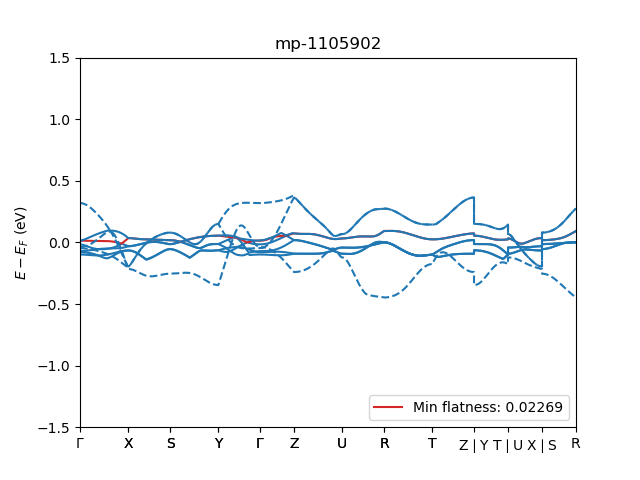 mp-1105902
E − E_F (eV)
1.5
1.0
0.5
0.0
−0.5
−1.0
−1.5
Min flatness: 0.02269
Γ X S Y Γ Z U R T Z | Y T | U X | S R